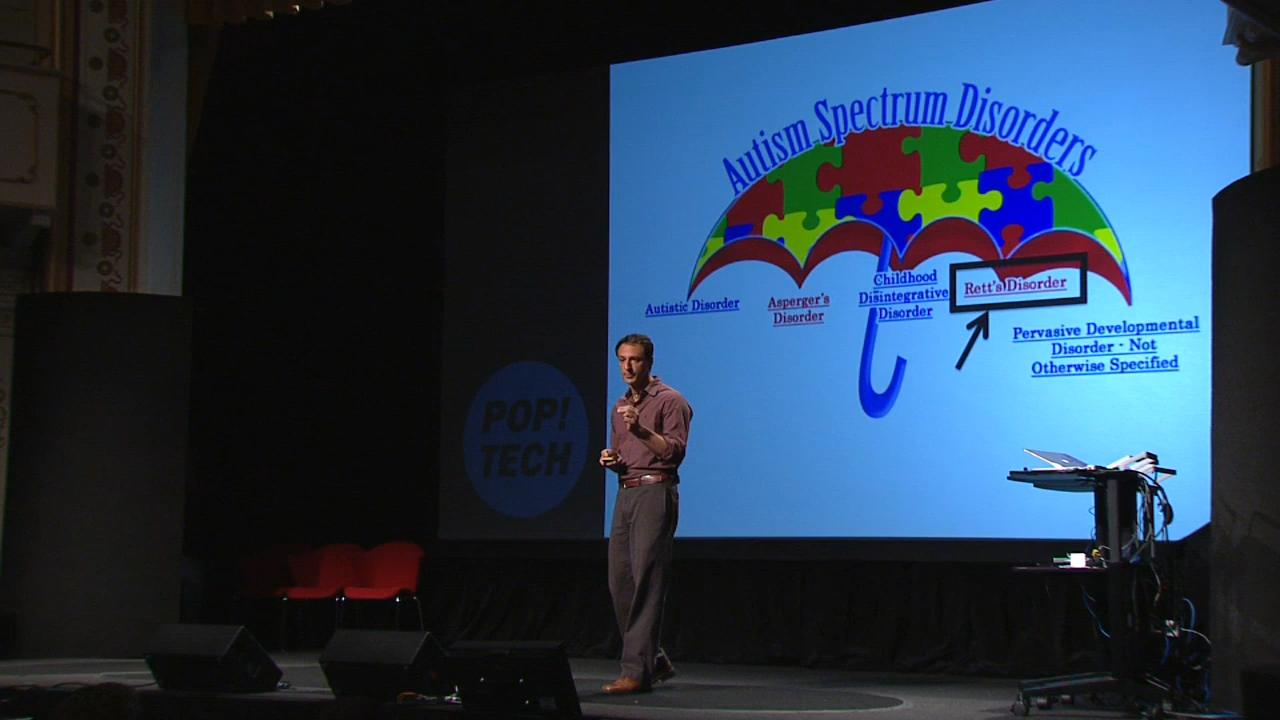 Autism Spectrum Disorders
Autistic Disorder
Asperger's
Disorder
Childhood
Disintegrative
Disorder
Rett's Disorder
Pervasive Developmental
Disorder - Not
Otherwise Specified
POP!
TECH